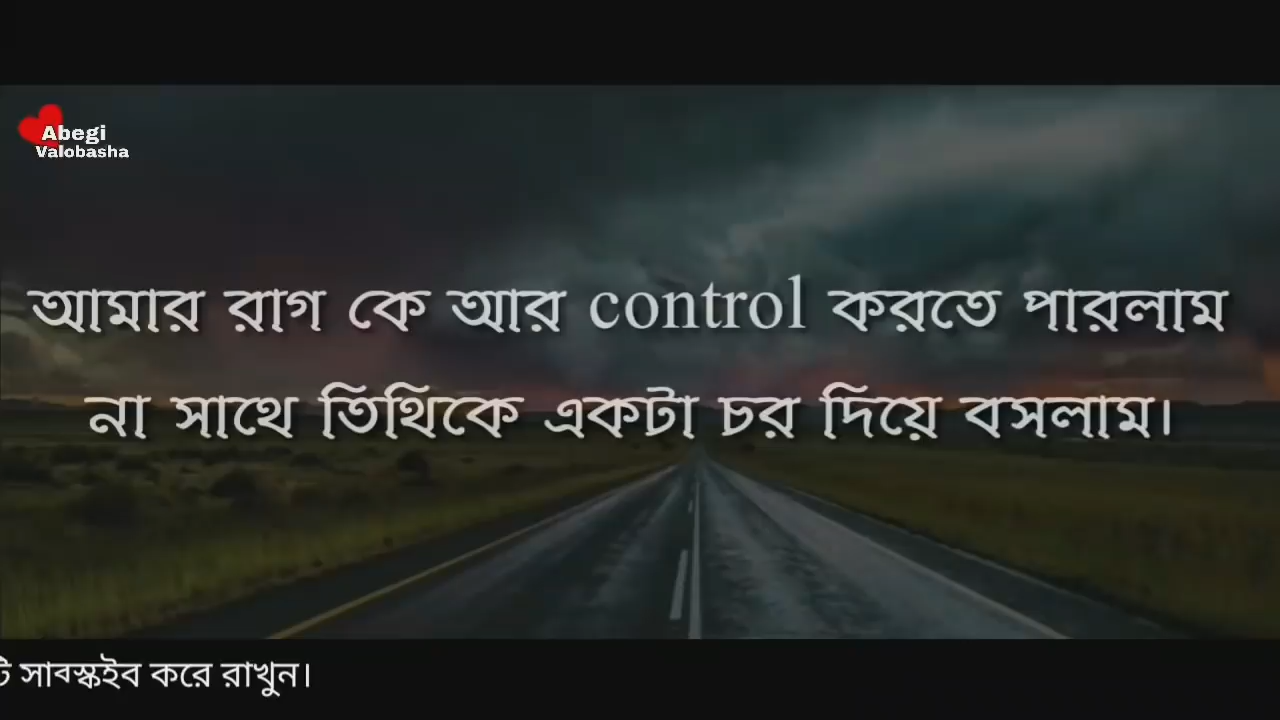 Abegi
Valobasha
আমার রাগ কে আর control করতে পারলাম
না সাথে তিথিকে একটা চর দিয়ে বসলাম।
টি সাবস্কইব করে রাখুন।